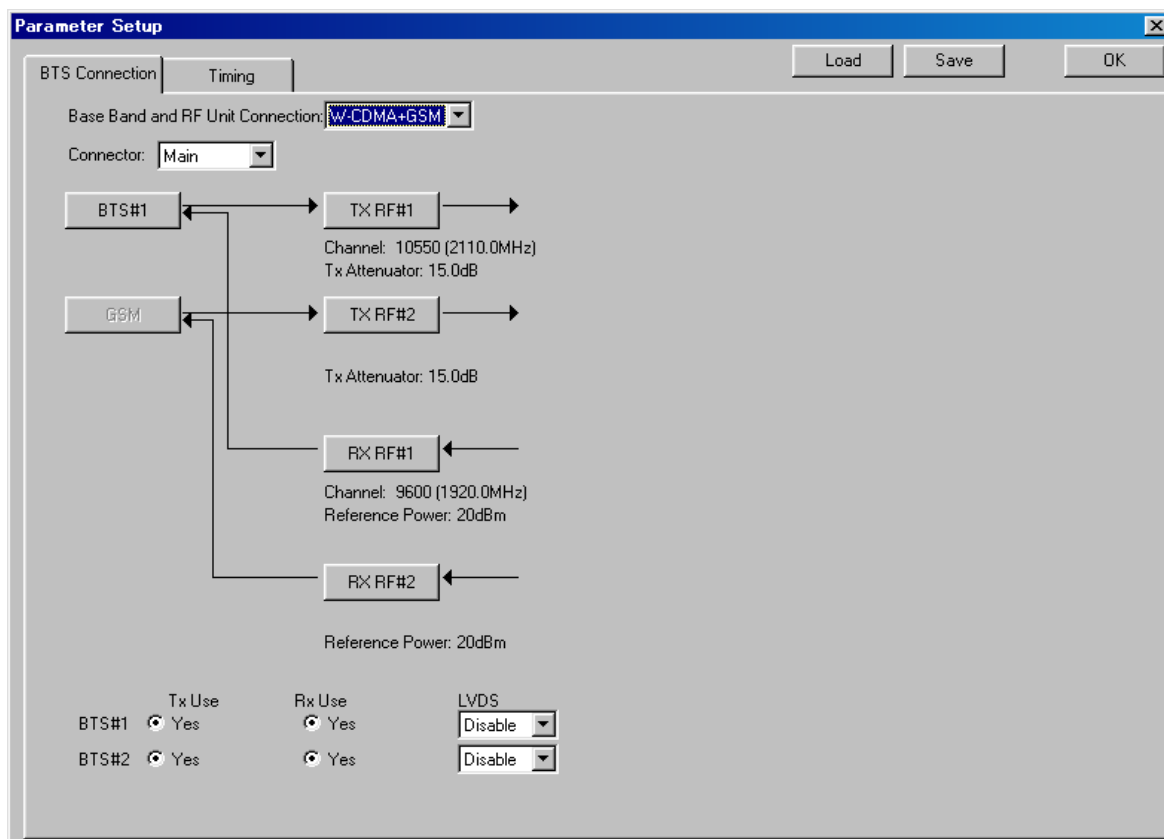 Parameter Setup
Load Save OK
BTS Connection Timing
Base Band and RF Unit Connection: W-CDMA+GSM
Connector: Main
BTS#1 TX RF#1
Channel: 10550 (2110.0MHz)
Tx Attenuator: 15.0dB
GSM TX RF#2
Tx Attenuator: 15.0dB
RX RF#1
Channel: 9600 (1920.0MHz)
Reference Power: 20dBm
RX RF#2
Reference Power: 20dBm
Tx Use Rx Use LVDS
BTS#1 Yes Yes Disable
BTS#2 Yes Yes Disable